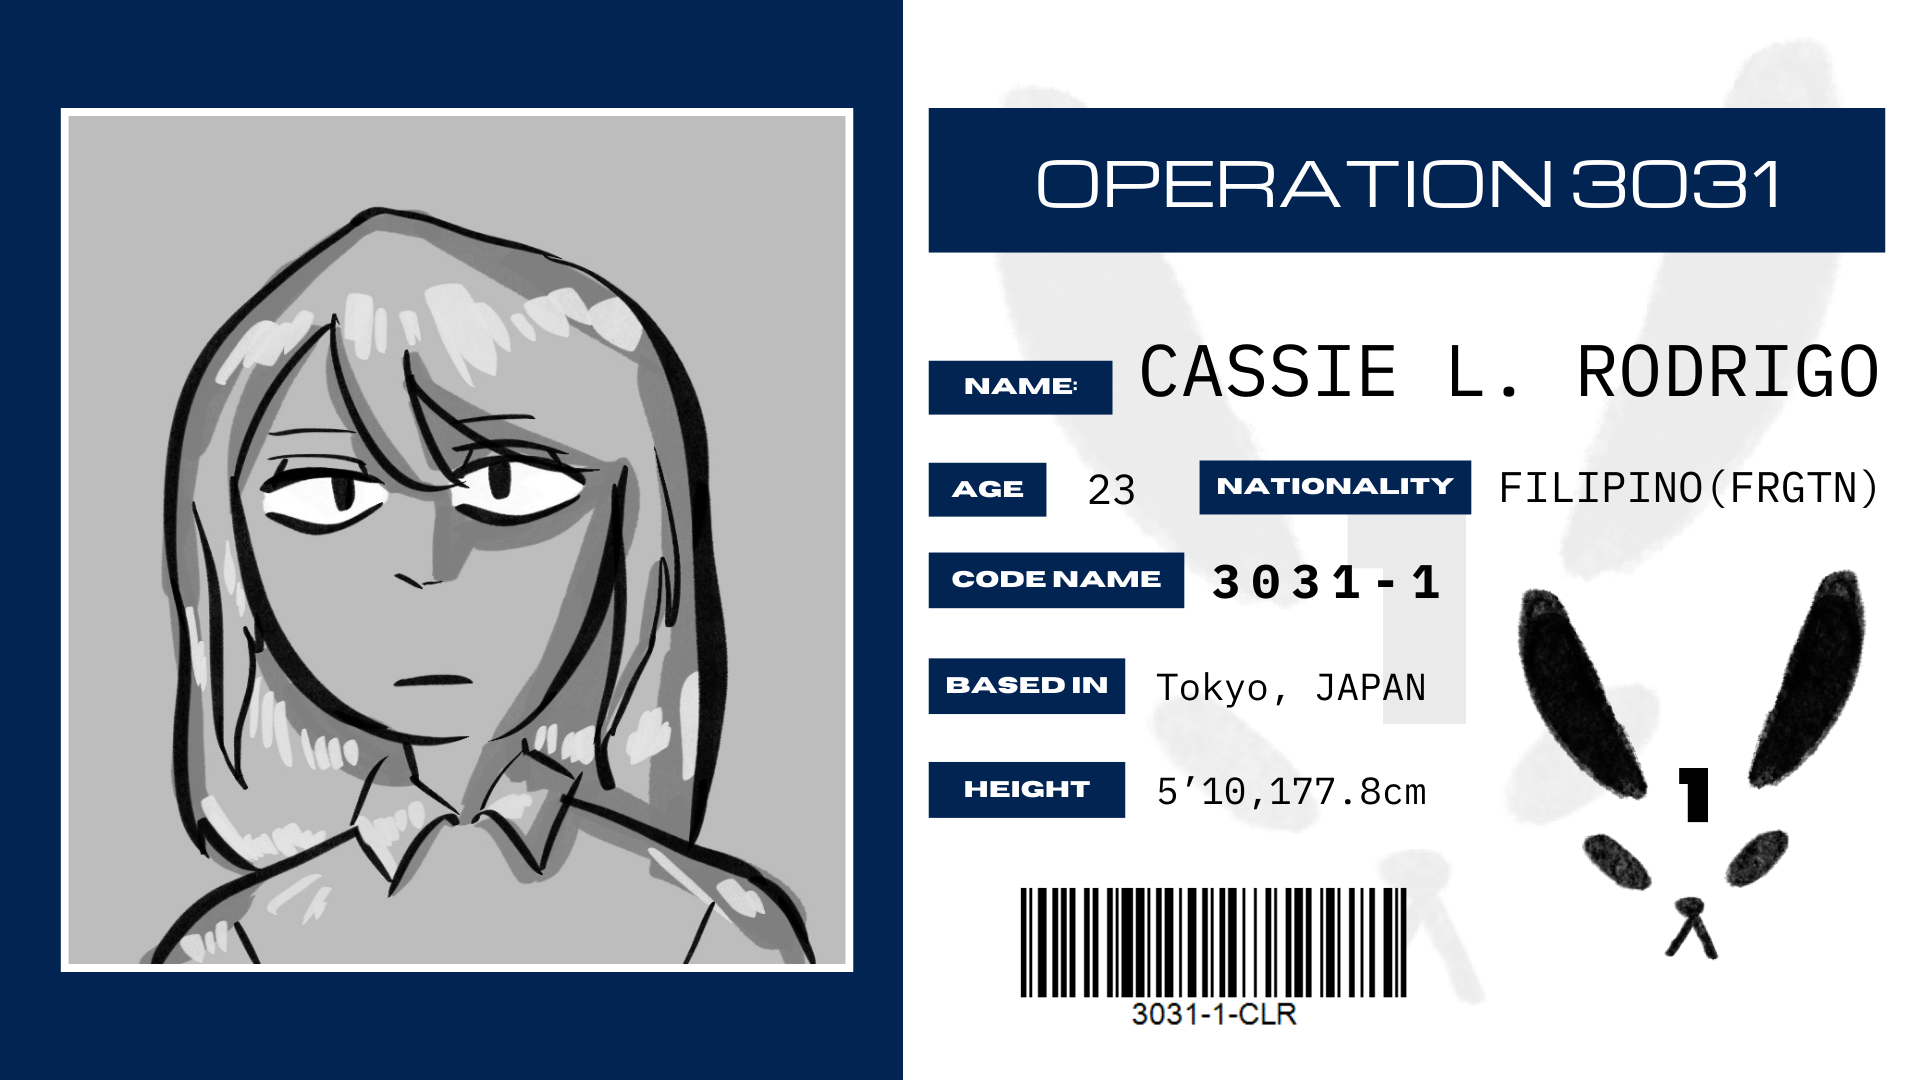 OPERATION 3031
NAME: CASSIE L. RODRIGO
AGE 23 NATIONALITY FILIPINO(FRGTN)
CODE NAME 3031-1
BASED IN Tokyo, JAPAN
HEIGHT 5’10,177.8cm
1
3031-1-CLR